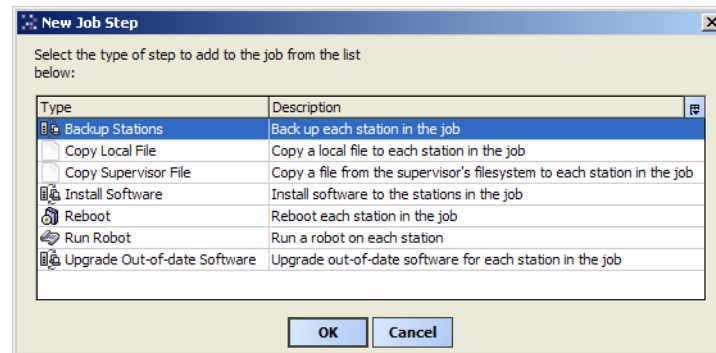 New Job Step
Select the type of step to add to the job from the list
below:
Type Description
Backup Stations Back up each station in the job
Copy Local File Copy a local file to each station in the job
Copy Supervisor File Copy a file from the supervisor's filesystem to each station in the job
Install Software Install software to the stations in the job
Reboot Reboot each station in the job
Run Robot Run a robot on each station
Upgrade Out-of-date Software Upgrade out-of-date software for each station in the job
OK Cancel